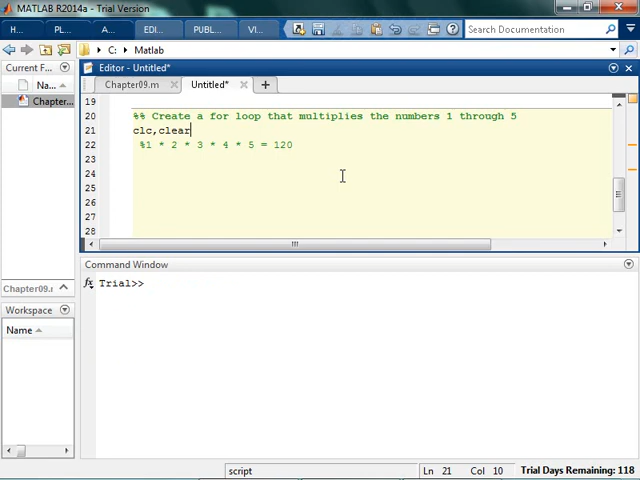 MATLAB R2014a - Trial Version
H... P... A... EDI... PUBL... VI... Search Documentation
C: Matlab
Current F...
Editor - Untitled*
Na...
Chapter09.m Untitled*
Chapter...
19
20 %% Create a for loop that multiplies the numbers 1 through 5
21 clc,clear
22 %1 * 2 * 3 * 4 * 5 = 120
23
24
25
26
27
28
Command Window
fx Trial>>
Chapter09.r
Workspace
Name
script Ln 21 Col 10 Trial Days Remaining: 118